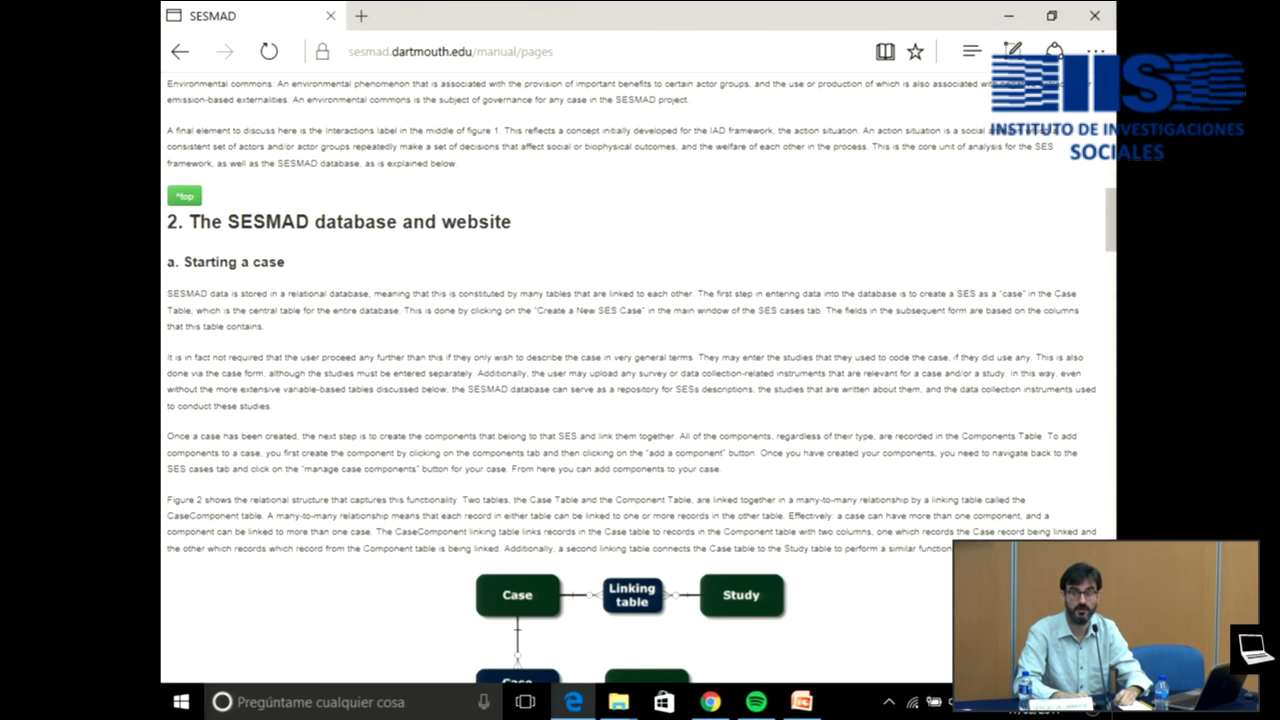 SESMAD
sesmad.dartmouth.edu/manual/pages
Environmental commons. An environmental phenomenon that is associated with the provision of important benefits to certain actor groups, and the use or production of which is also associated
emission-based externalities. An environmental commons is the subject of governance for any case in the SESMAD project.
IIS
INSTITUTO DE INVESTIGACIONES
SOCIALES
A final element to discuss here is the Interactions label in the middle of figure 1. This reflects a concept initially developed for the IAD framework, the action situation. An action situation is a social
consistent set of actors and/or actor groups repeatedly make a set of decisions that affect social or biophysical outcomes, and the welfare of each other in the process. This is the core unit of analysis for the SES
framework, as well as the SESMAD database, as is explained below.
^top
2. The SESMAD database and website
a. Starting a case
SESMAD data is stored in a relational database, meaning that this is constituted by many tables that are linked to each other. The first step in entering data into the database is to create a SES as a "case" in the Case
Table, which is the central table for the entire database. This is done by clicking on the "Create a New SES Case" in the main window of the SES cases tab. The fields in the subsequent form are based on the columns
that this table contains.
It is in fact not required that the user proceed any further than this if they only wish to describe the case in very general terms. They may enter the studies that they used to code the case, if they did use any. This is also
done via the case form, although the studies must be entered separately. Additionally, the user may upload any survey or data collection-related instruments that are relevant for a case and/or a study. In this way, even
without the more extensive variable-based tables discussed below, the SESMAD database can serve as a repository for SESs descriptions, the studies that are written about them, and the data collection instruments used
to conduct these studies.
Once a case has been created, the next step is to create the components that belong to that SES and link them together. All of the components, regardless of their type, are recorded in the Components Table. To add
components to a case, you first create the component by clicking on the components tab and then clicking on the "add a component" button. Once you have created your components, you need to navigate back to the
SES cases tab and click on the "manage case components" button for your case. From here you can add components to your case.
Figure 2 shows the relational structure that captures this functionality. Two tables, the Case Table and the Component Table, are linked together in a many-to-many relationship by a linking table called the
CaseComponent table. A many-to-many relationship means that each record in either table can be linked to one or more records in the other table. Effectively: a case can have more than one component, and a
component can be linked to more than one case. The CaseComponent linking table links records in the Case table to records in the Component table with two columns, one which records the Case record being linked and
the other which records which record from the Component table is being linked. Additionally, a second linking table connects the Case table to the Study table to perform a similar
Case
Linking
table
Study
Case
Pregúntame cualquier cosa